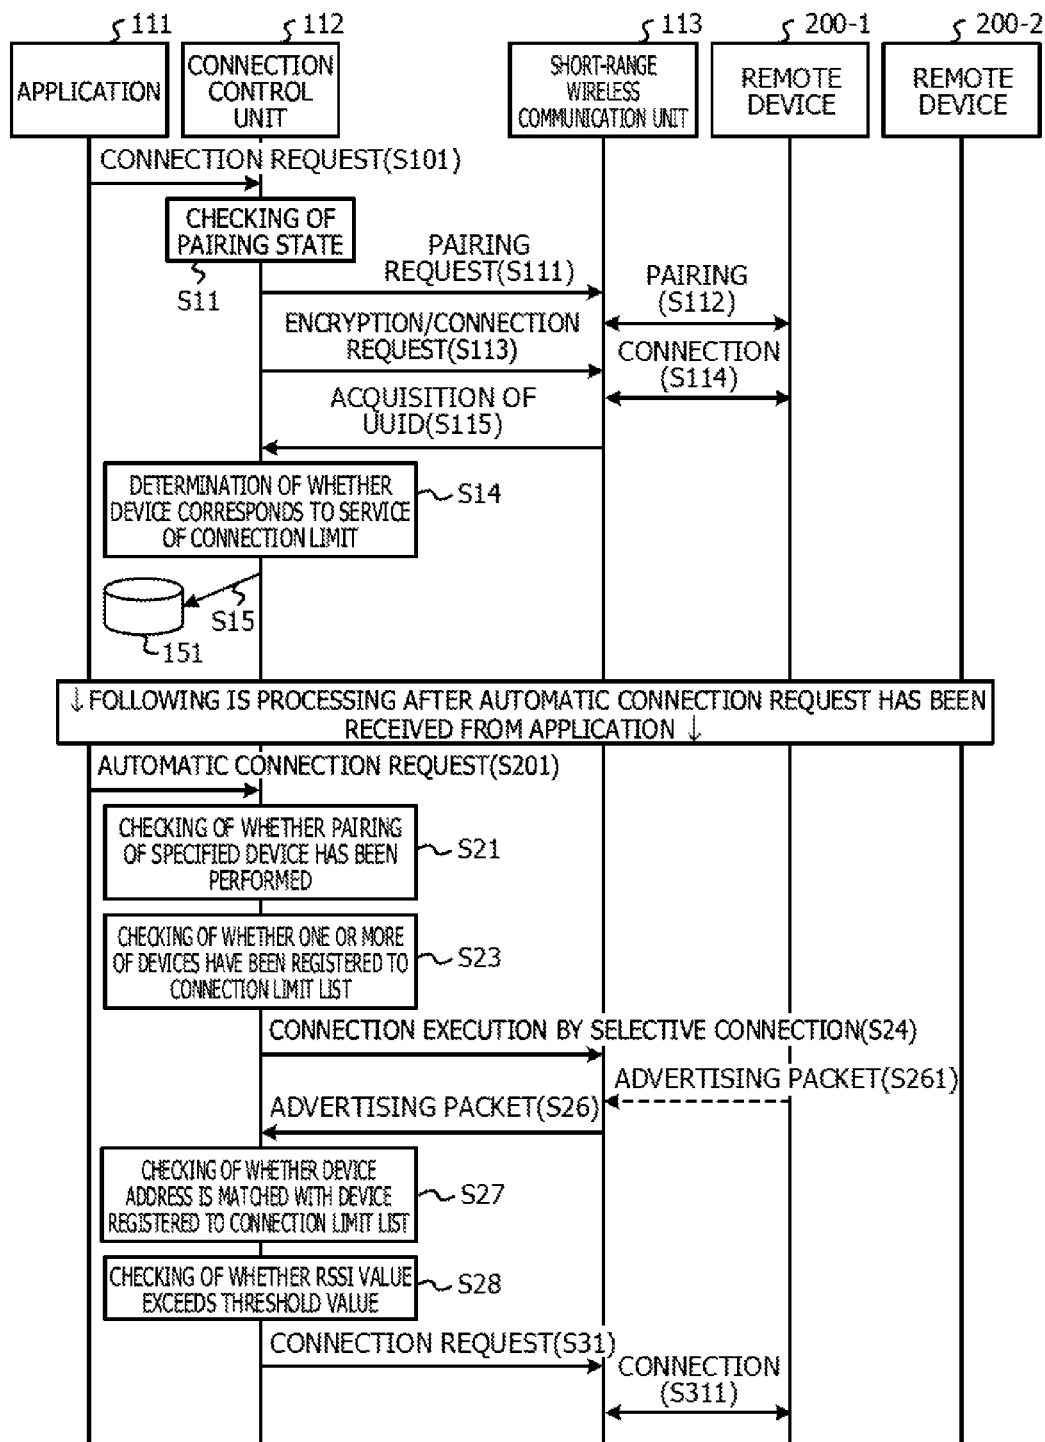 111
112
113
200-1
200-2
APPLICATION
CONNECTION
CONTROL
UNIT
SHORT-RANGE
WIRELESS
COMMUNICATION UNIT
REMOTE
DEVICE
REMOTE
DEVICE
CONNECTION REQUEST(S101)
CHECKING OF
PAIRING STATE
S11
PAIRING
REQUEST(S111)
PAIRING
(S112)
ENCRYPTION/CONNECTION
REQUEST(S113)
CONNECTION
(S114)
ACQUISITION OF
UUID(S115)
DETERMINATION OF WHETHER
DEVICE CORRESPONDS TO SERVICE
OF CONNECTION LIMIT
S14
S15
151
↓ FOLLOWING IS PROCESSING AFTER AUTOMATIC CONNECTION REQUEST HAS BEEN
RECEIVED FROM APPLICATION ↓
AUTOMATIC CONNECTION REQUEST(S201)
CHECKING OF WHETHER PAIRING
OF SPECIFIED DEVICE HAS BEEN
PERFORMED
S21
CHECKING OF WHETHER ONE OR MORE
OF DEVICES HAVE BEEN REGISTERED TO
CONNECTION LIMIT LIST
S23
CONNECTION EXECUTION BY SELECTIVE CONNECTION(S24)
ADVERTISING PACKET(S261)
ADVERTISING PACKET(S26)
CHECKING OF WHETHER DEVICE
ADDRESS IS MATCHED WITH DEVICE
REGISTERED TO CONNECTION LIMIT LIST
S27
CHECKING OF WHETHER RSSI VALUE
EXCEEDS THRESHOLD VALUE
S28
CONNECTION REQUEST(S31)
CONNECTION
(S311)